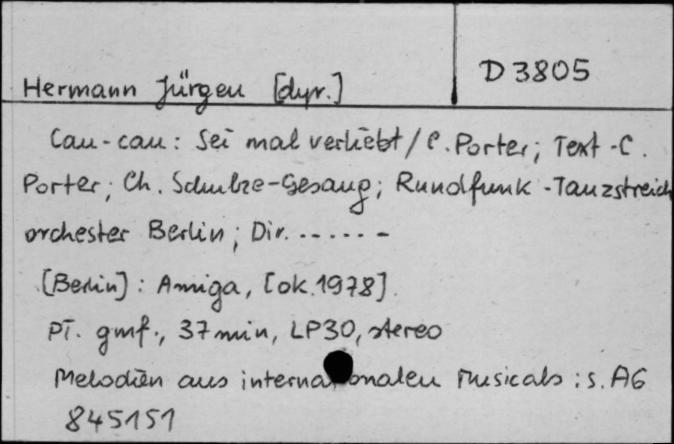 D 3805
Hermann Jürgen [dyr.]
Can-can: Sei mal verliebt / C. Porter; Text - C.
Porter; Ch. Schulze-Gesang; Rundfunk-Tanzstreich
orchester Berlin; Dir. . . . . . -
[Berlin] : Amiga, [ok. 1978].
Pł. gmf., 37 min, LP30, stereo
Melodien aus internationalen Musicals : s. A6
845151